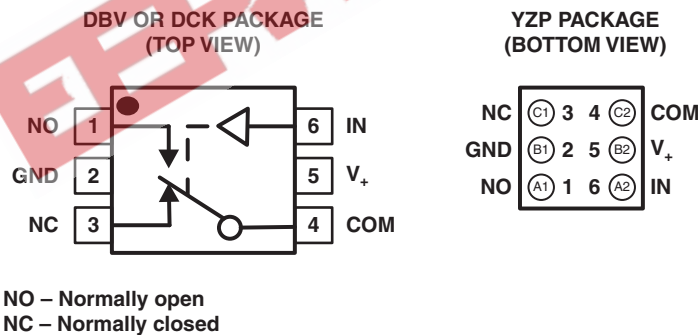 DBV OR DCK PACKAGE
(TOP VIEW)
NO 1 6 IN
GND 2 5 V+
NC 3 4 COM
YZP PACKAGE
(BOTTOM VIEW)
NC C1 3 4 C2 COM
GND B1 2 5 B2 V+
NO A1 1 6 A2 IN
NO – Normally open
NC – Normally closed